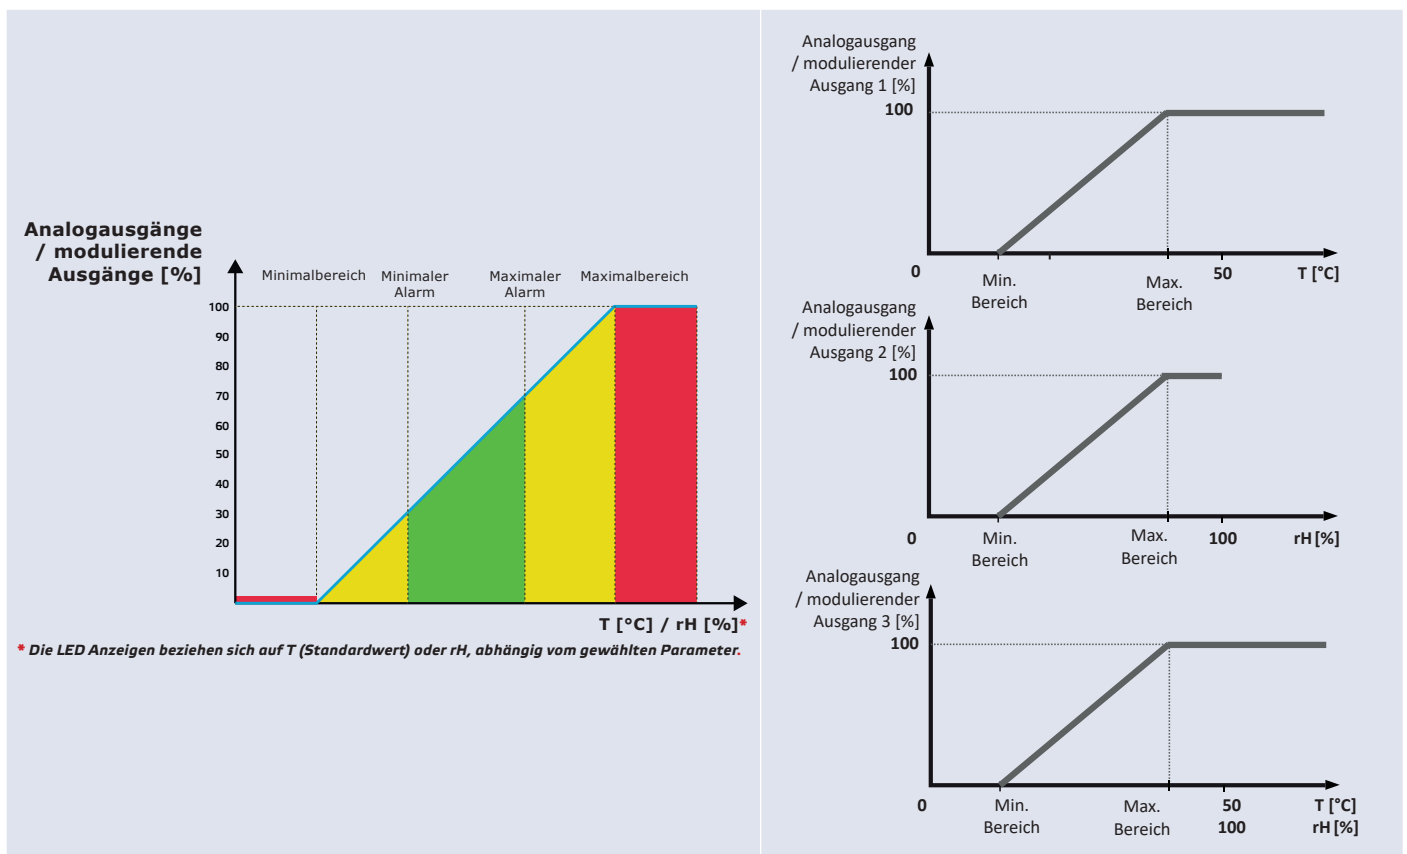 Analogausgänge
/ modulierende
Ausgänge [%]
Minimalbereich
Minimaler
Alarm
Maximaler
Alarm
Maximalbereich
100
90
80
70
60
50
40
30
20
10
T [°C] / rH [%]*
* Die LED Anzeigen beziehen sich auf T (Standardwert) oder rH, abhängig vom gewählten Parameter.
Analogausgang
/ modulierender
Ausgang 1 [%]
100
0
Min.
Bereich
Max.
Bereich
50
T [°C]
Analogausgang
/ modulierender
Ausgang 2 [%]
100
0
Min.
Bereich
Max.
Bereich
100
rH [%]
Analogausgang
/ modulierender
Ausgang 3 [%]
100
0
Min.
Bereich
Max.
Bereich
50
100
T [°C]
rH [%]